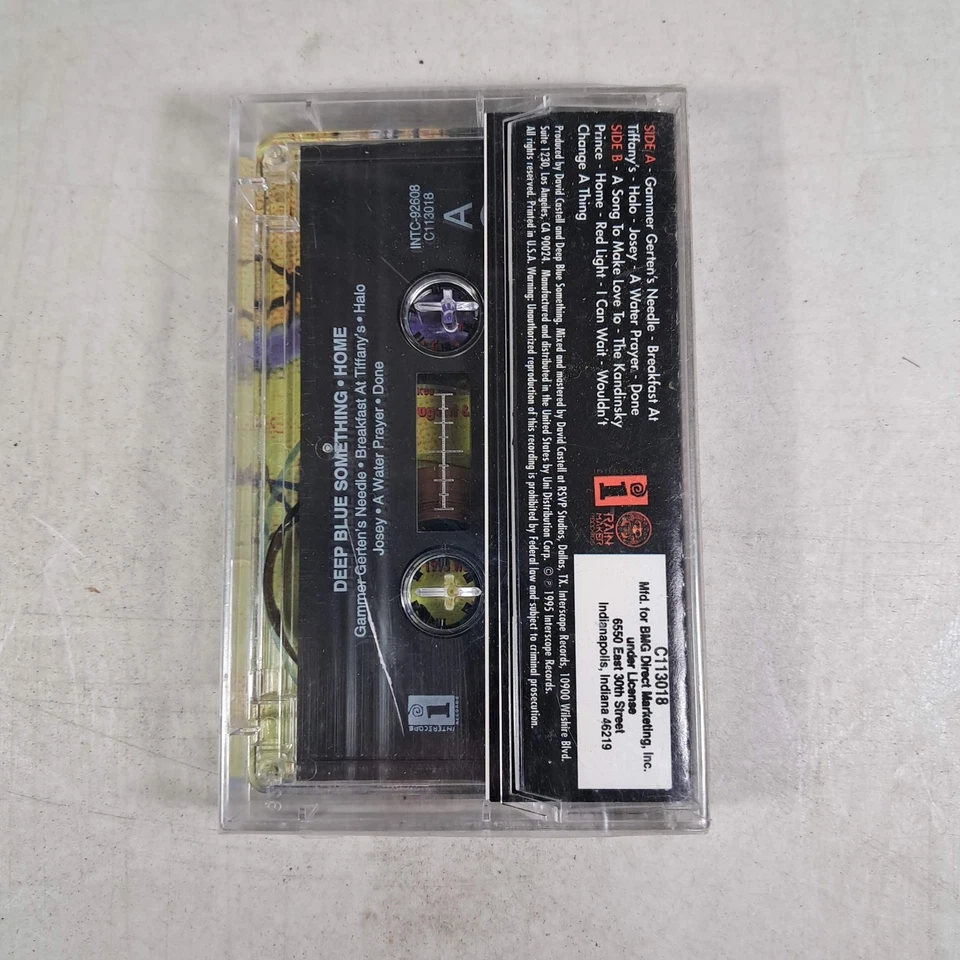 SIDE A - Gammer Gerten's Needle - Breakfast At
Tiffany's - Halo - Josey - A Water Prayer - Done
SIDE B - A Song To Make Love To - The Kandinsky
Prince - Home - Red Light - I Can Wait - Wouldn't
Change A Thing
Produced by David Castell and Deep Blue Something. Mixed and mastered by David Castell at RSVP Studios, Dallas, TX. Interscope Records, 10900 Wilshire Blvd.
Suite 1230, Los Angeles, CA 90024. Manufactured and distributed in the United States by Uni Distribution Corp. © ℗ 1995 Interscope Records.
All rights reserved. Printed in U.S.A. Warning: Unauthorized reproduction of this recording is prohibited by Federal law and subject to criminal prosecution.
RAIN
MAKER
C113018
Mfd. for BMG Direct Marketing, Inc.
under License
6550 East 30th Street
Indianapolis, Indiana 46219
INTC-92608
C113018
A
DEEP BLUE SOMETHING • HOME
Gammer Gerten's Needle • Breakfast At Tiffany's • Halo
Josey • A Water Prayer • Done
INTERSCOPE
RECORDS